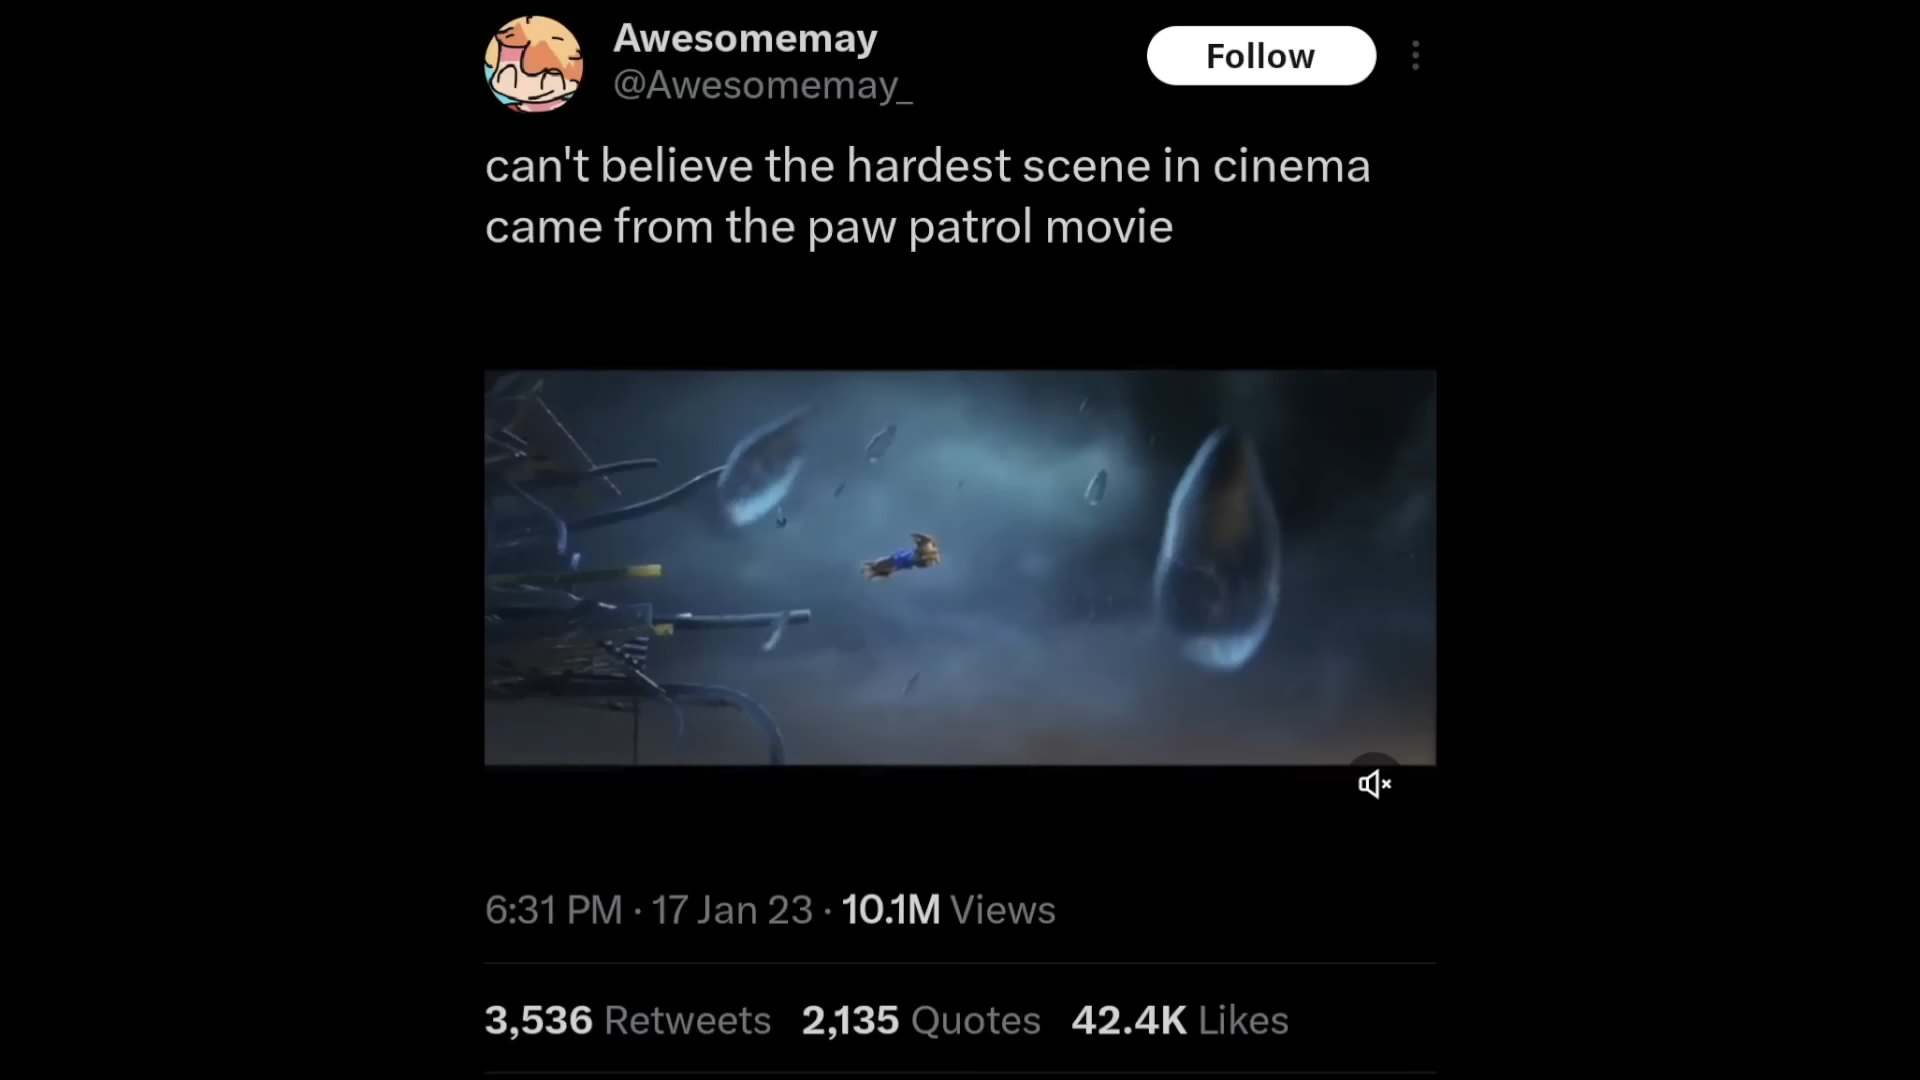 Awesomemay
@Awesomemay_
Follow
can't believe the hardest scene in cinema
came from the paw patrol movie
6:31 PM · 17 Jan 23 · 10.1M Views
3,536 Retweets 2,135 Quotes 42.4K Likes